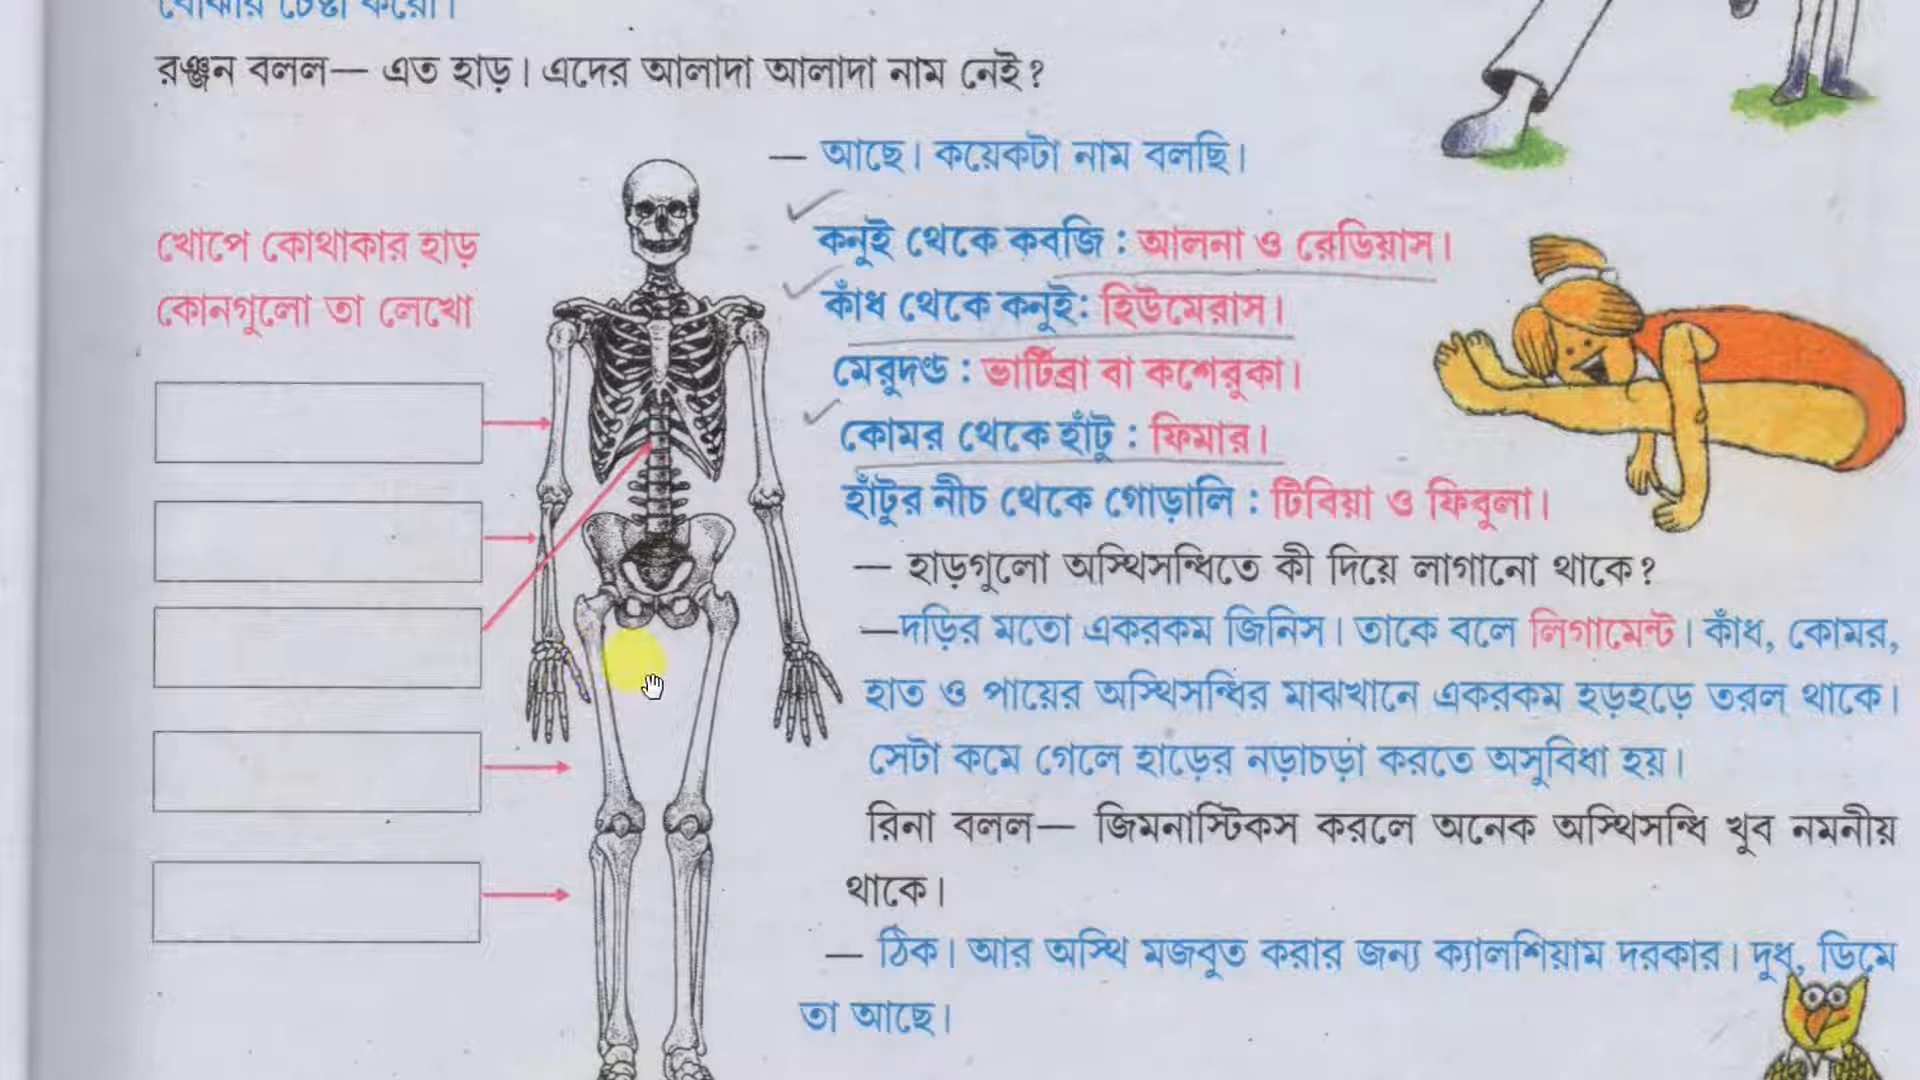 রঞ্জন বলল— এত হাড়। এদের আলাদা আলাদা নাম নেই?
— আছে। কয়েকটা নাম বলছি।
খোপে কোথাকার হাড়
কোনগুলো তা লেখো
কনুই থেকে কবজি : আলনা ও রেডিয়াস।
কাঁধ থেকে কনুই: হিউমেরাস।
মেরুদণ্ড : ভার্টিব্রা বা কশেরুকা।
কোমর থেকে হাঁটু : ফিমার।
হাঁটুর নীচ থেকে গোড়ালি : টিবিয়া ও ফিবুলা।
— হাড়গুলো অস্থিসন্ধিতে কী দিয়ে লাগানো থাকে?
—দড়ির মতো একরকম জিনিস। তাকে বলে লিগামেন্ট। কাঁধ, কোমর,
হাত ও পায়ের অস্থিসন্ধির মাঝখানে একরকম হড়হড়ে তরল থাকে।
সেটা কমে গেলে হাড়ের নড়াচড়া করতে অসুবিধা হয়।
রিনা বলল— জিমনাস্টিকস করলে অনেক অস্থিসন্ধি খুব নমনীয়
থাকে।
— ঠিক। আর অস্থি মজবুত করার জন্য ক্যালশিয়াম দরকার। দুধ, ডিমে
তা আছে।